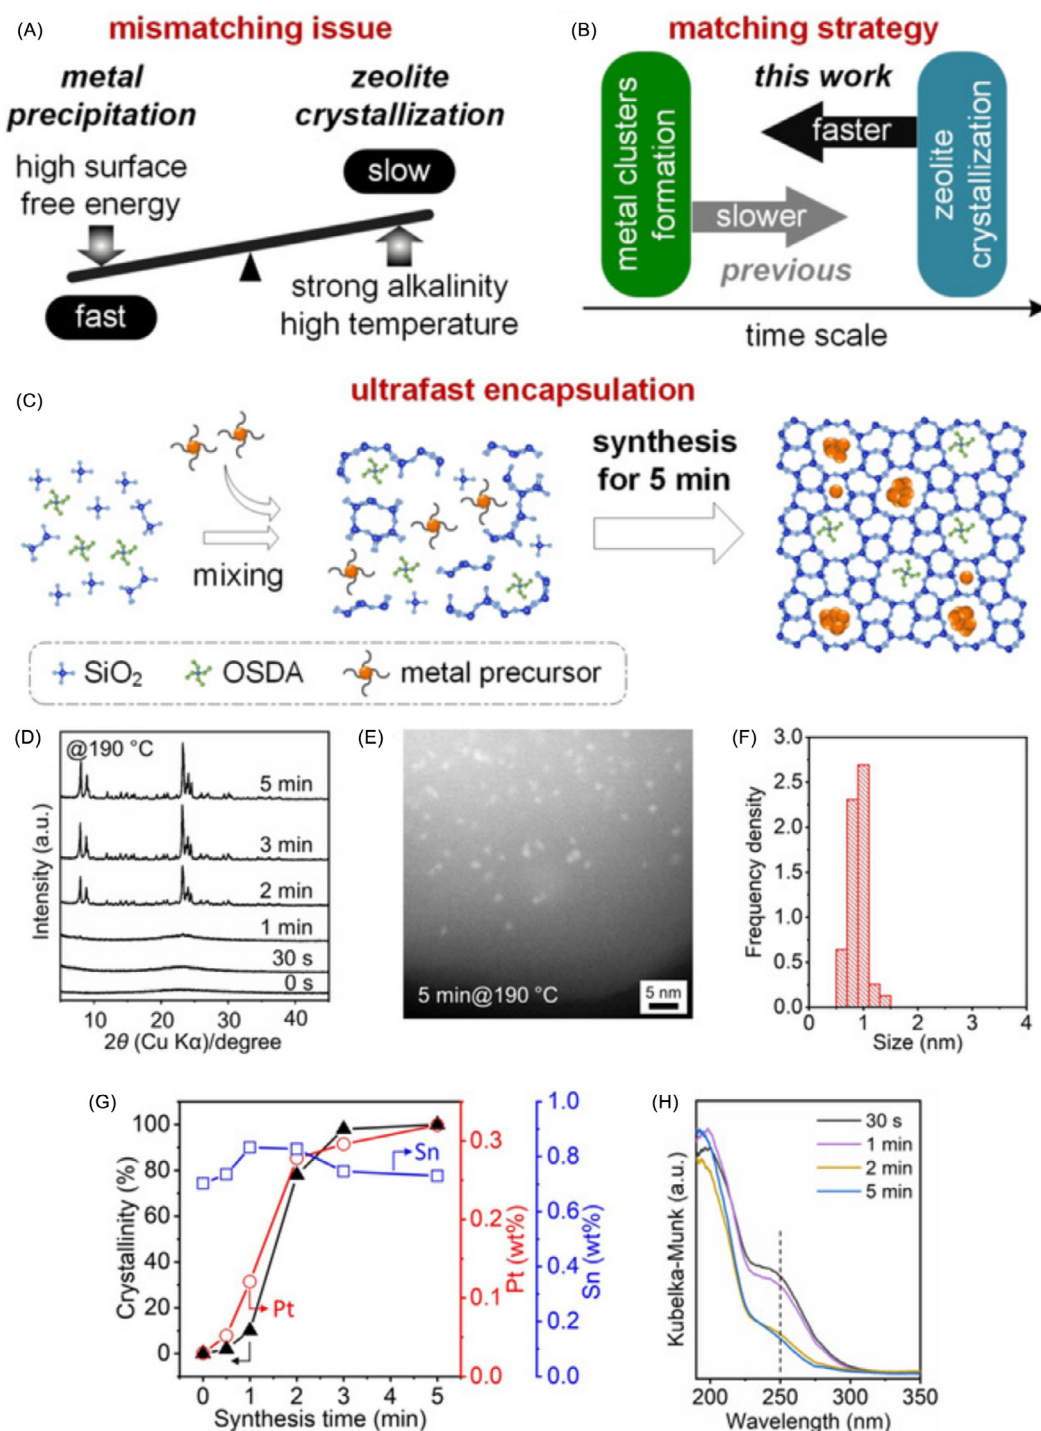 (A)
mismatching issue
metal
precipitation
zeolite
crystallization
high surface
free energy
slow
fast
strong alkalinity
high temperature
(B)
matching strategy
metal clusters
formation
this work
faster
slower
previous
zeolite
crystallization
time scale
(C)
ultrafast encapsulation
mixing
synthesis
for 5 min
SiO₂
OSDA
metal precursor
(D)
@190 °C
5 min
3 min
2 min
1 min
30 s
0 s
Intensity (a.u.)
10 20 30 40
2θ (Cu Kα)/degree
(E)
5 min@190 °C
5 nm
(F)
Frequency density
3.0
2.5
2.0
1.5
1.0
0.5
0.0
0 1 2 3 4
Size (nm)
(G)
Crystallinity (%)
100
80
60
40
20
0
0 1 2 3 4 5
Synthesis time (min)
Pt
Sn
0.3
0.2
0.1
0.0
Pt (wt%)
1.0
0.8
0.6
0.4
0.2
0.0
Sn (wt%)
(H)
30 s
1 min
2 min
5 min
Kubelka-Munk (a.u.)
200 250 300 350
Wavelength (nm)